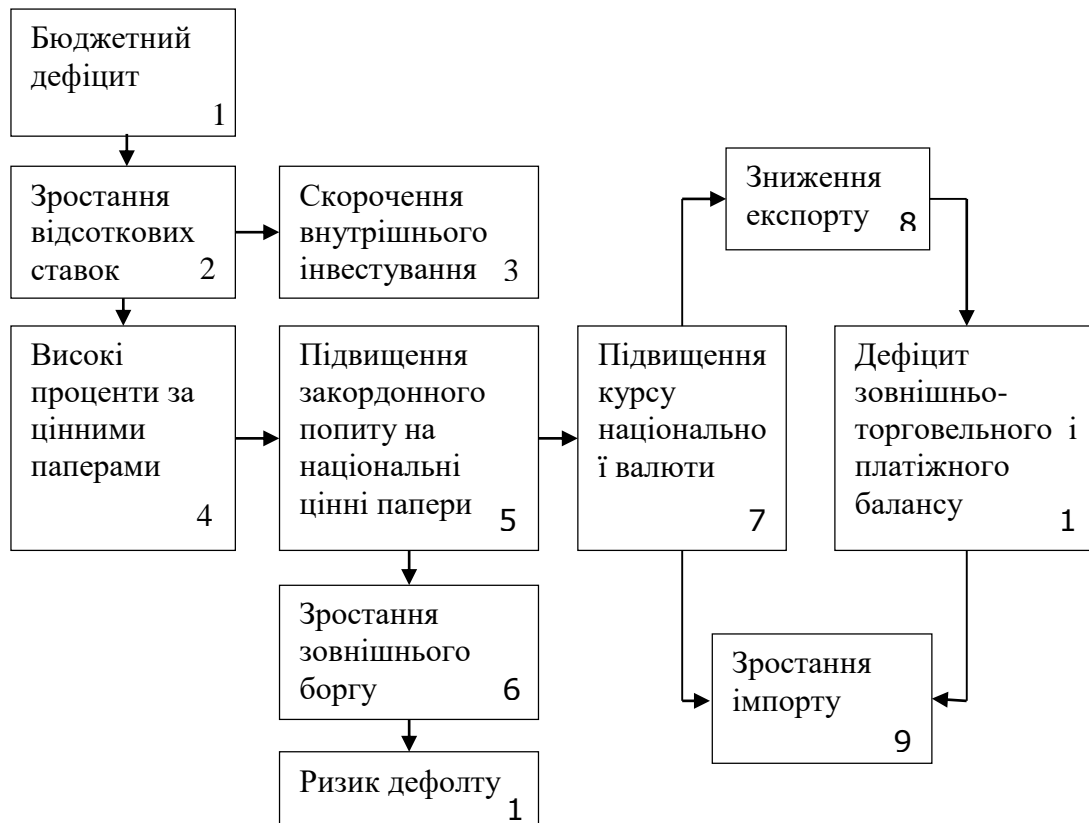 Бюджетний
дефіцит
1
Зростання
відсоткових
ставок
2
Скорочення
внутрішнього
інвестування
3
Зниження
експорту
8
Високі
проценти за
цінними
паперами
4
Підвищення
закордонного
попиту на
національні
цінні папери
5
Підвищення
курсу
національно
ї валюти
7
Дефіцит
зовнішньо-
торговельного і
платіжного
балансу
1
Зростання
зовнішнього
боргу
6
Зростання
імпорту
9
Ризик дефолту
1